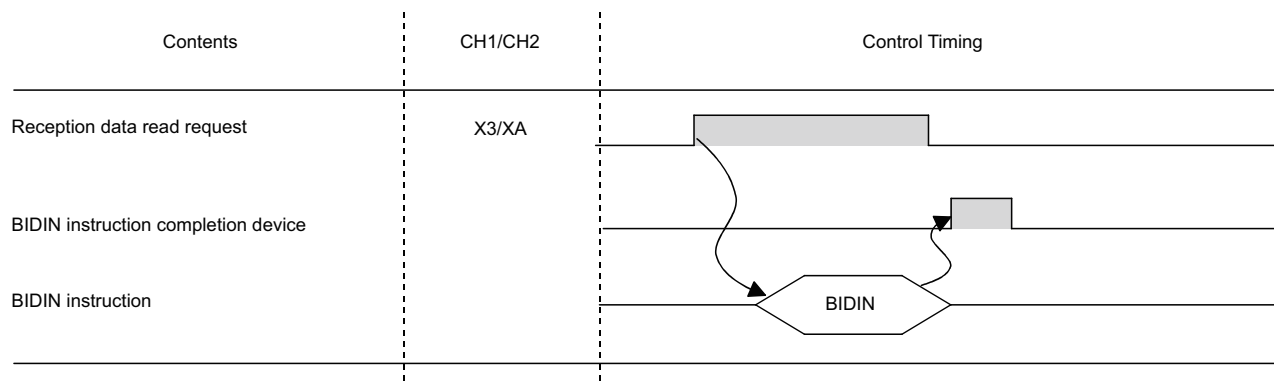 Contents CH1/CH2 Control Timing
Reception data read request X3/XA
BIDIN instruction completion device
BIDIN instruction BIDIN